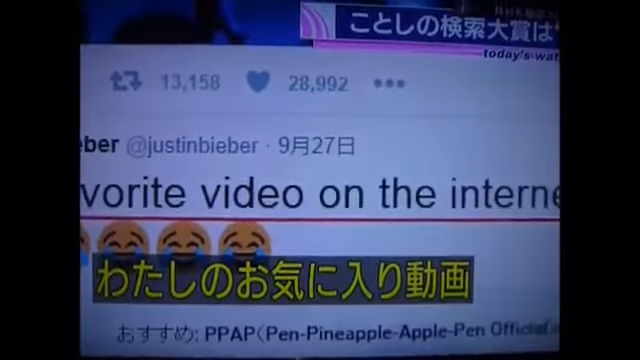 ことしの検索大賞は
today's wat
13,158 28,992
eber @justinbieber · 9月27日
vorite video on the interne
わたしのお気に入り動画
おすすめ: PPAP(Pen-Pineapple-Apple-Pen Official